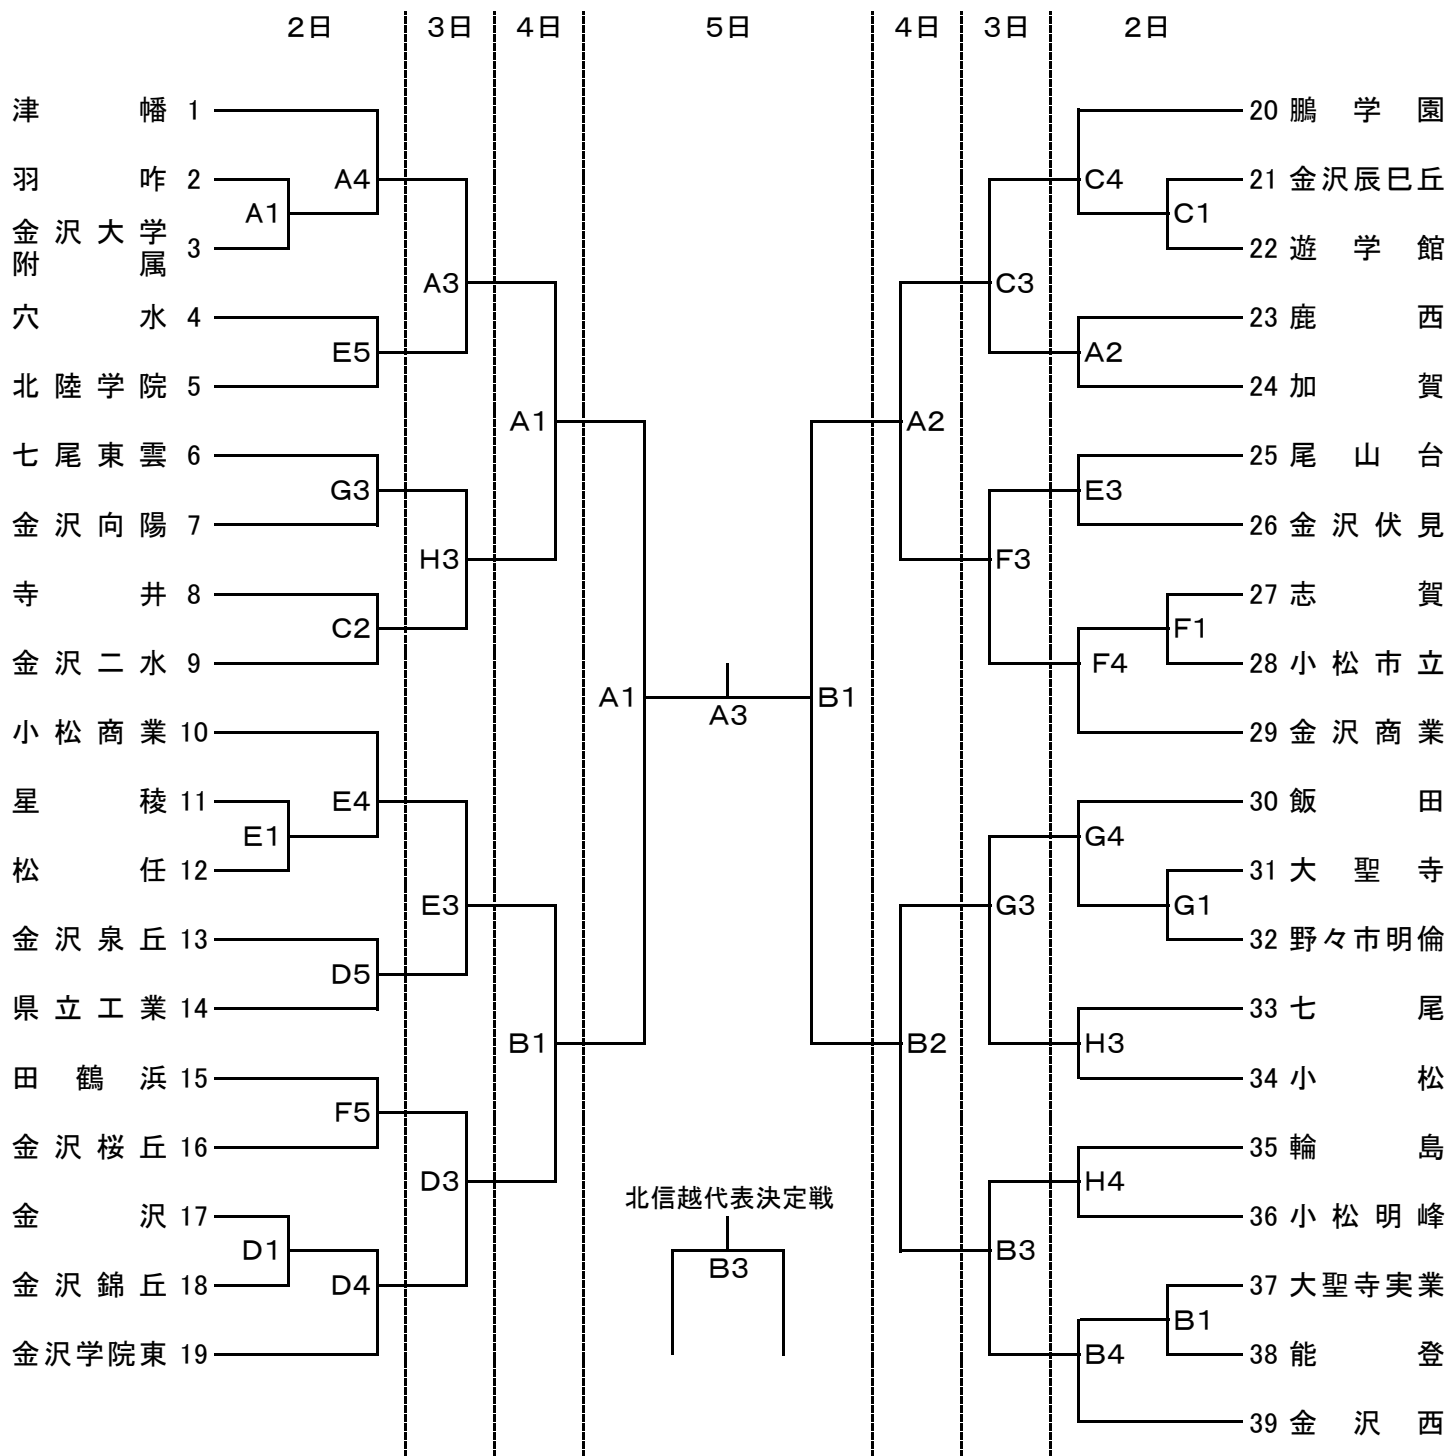 2日 3日 4日 5日 4日 3日 2日
津幡 1
羽咋 2
金沢大学
附属 3
穴水 4
北陸学院 5
七尾東雲 6
金沢向陽 7
寺井 8
金沢二水 9
小松商業 10
星稜 11
松任 12
金沢泉丘 13
県立工業 14
田鶴浜 15
金沢桜丘 16
金沢 17
金沢錦丘 18
金沢学院東 19
A1
A4
E5
G3
C2
E1
E4
D5
F5
D1
D4
A3
H3
E3
D3
A1
B1
A1
A3
B1
北信越代表決定戦
B3
A2
B2
C3
F3
G3
B3
C4
C1
A2
E3
F1
F4
G4
G1
H3
H4
B1
B4
20 鵬学園
21 金沢辰巳丘
22 遊学館
23 鹿西
24 加賀
25 尾山台
26 金沢伏見
27 志賀
28 小松市立
29 金沢商業
30 飯田
31 大聖寺
32 野々市明倫
33 七尾
34 小松
35 輪島
36 小松明峰
37 大聖寺実業
38 能登
39 金沢西